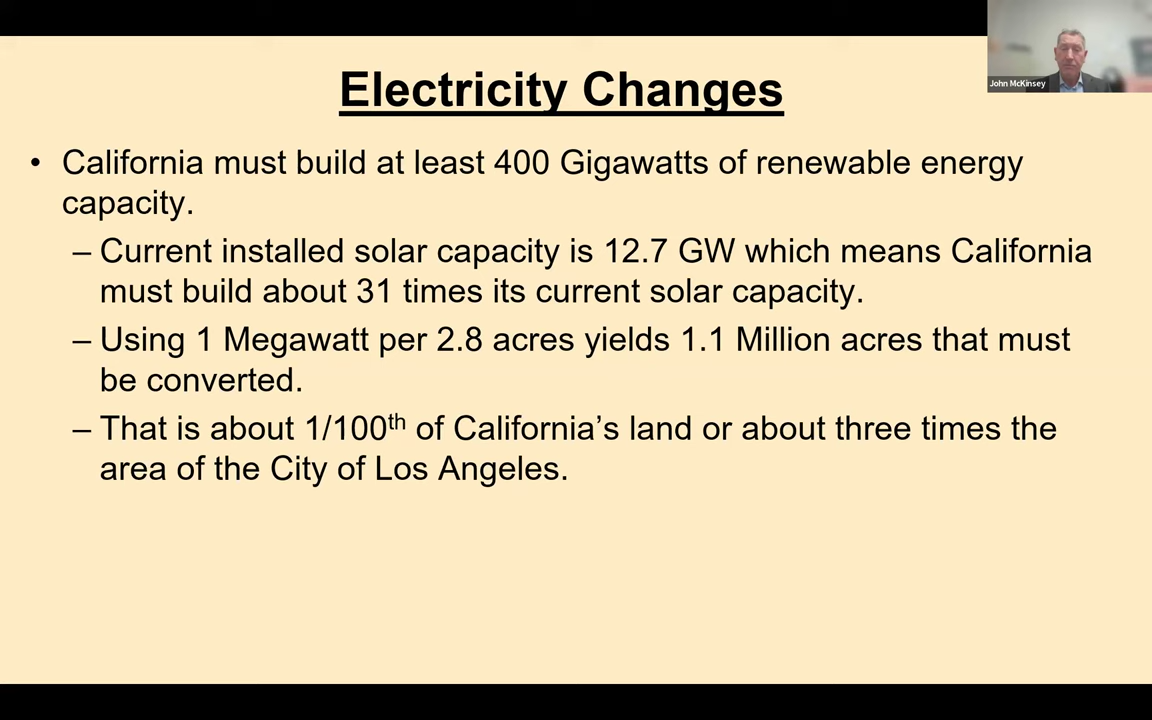 John McKinsey
Electricity Changes
• California must build at least 400 Gigawatts of renewable energy
capacity.
– Current installed solar capacity is 12.7 GW which means California
must build about 31 times its current solar capacity.
– Using 1 Megawatt per 2.8 acres yields 1.1 Million acres that must
be converted.
– That is about 1/100th of California’s land or about three times the
area of the City of Los Angeles.